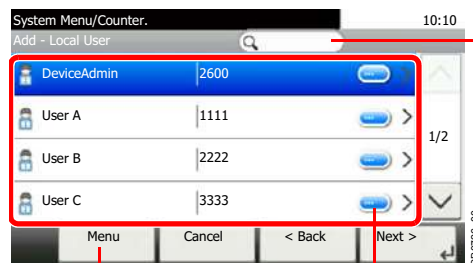 System Menu/Counter. 10:10
Add - Local User
DeviceAdmin 2600
User A 1111
1/2
User B 2222
User C 3333
Menu Cancel < Back Next >